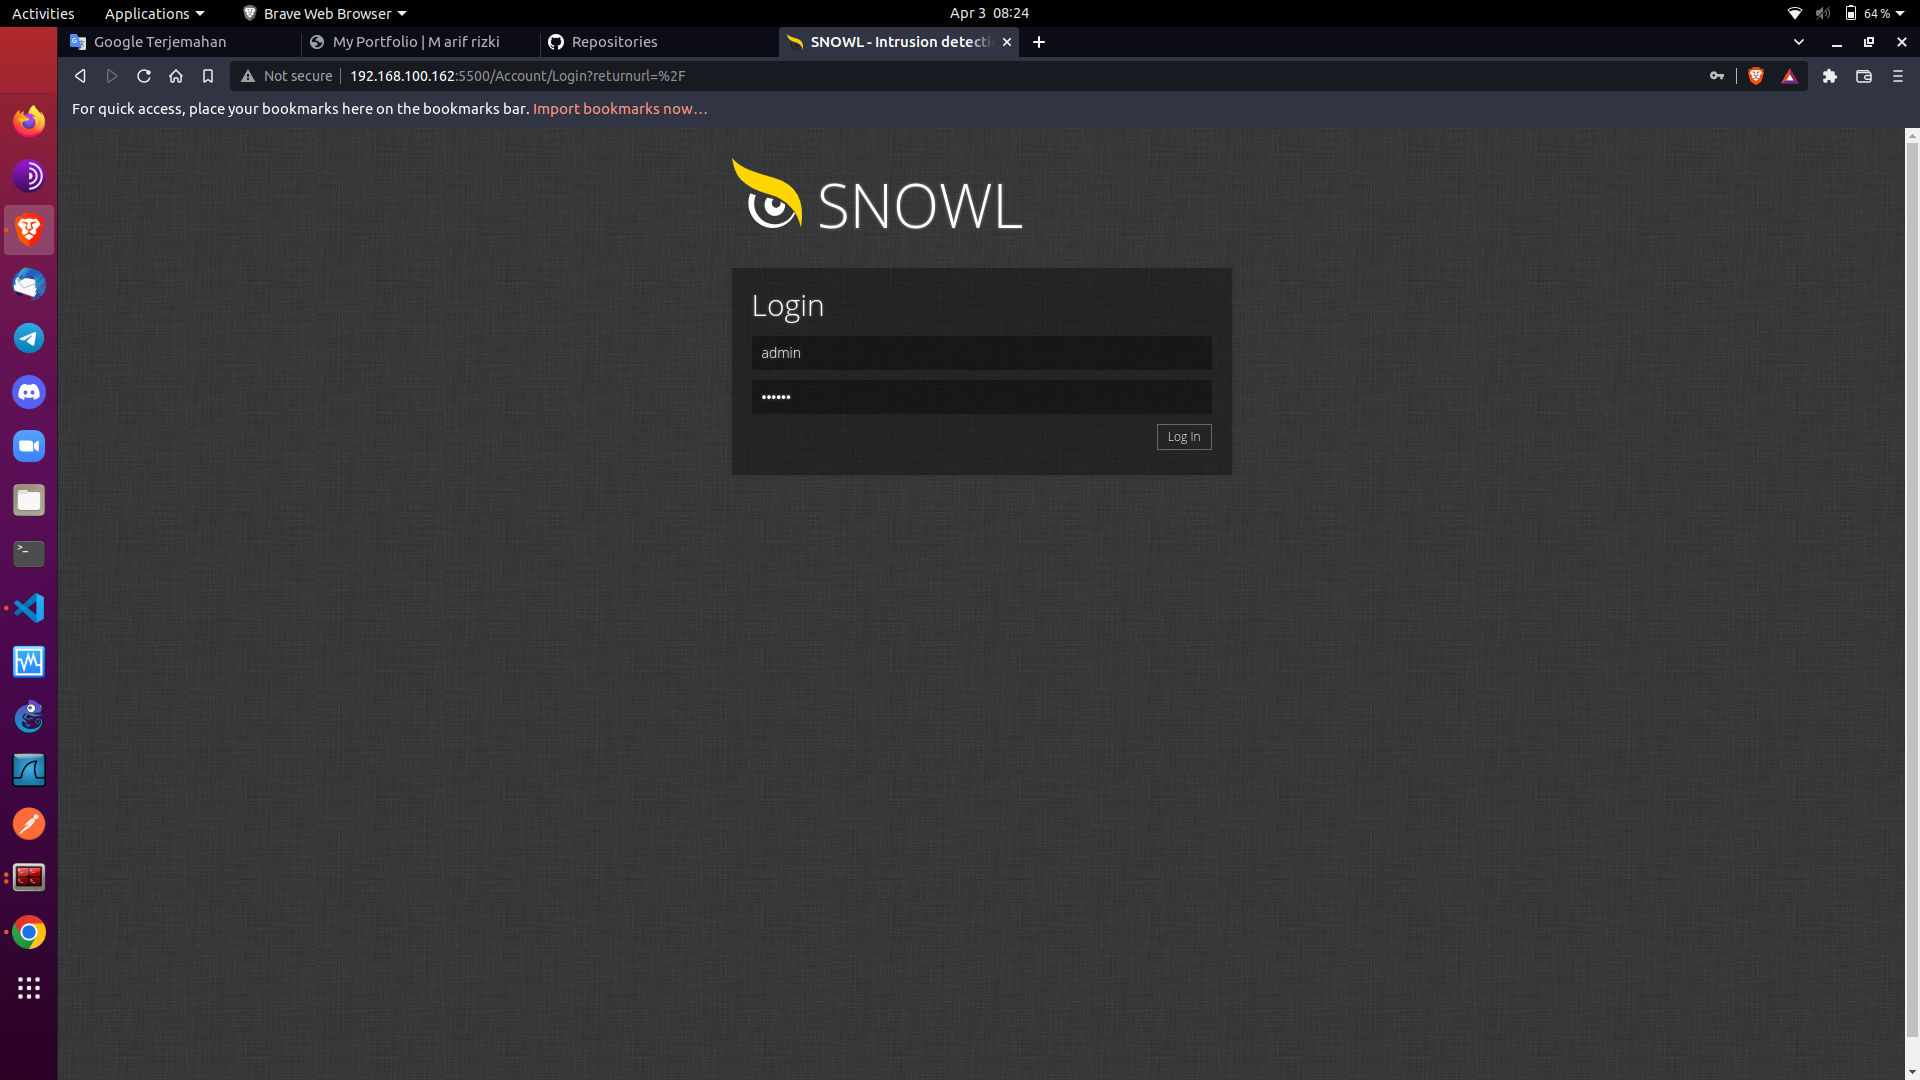 Activities Applications Brave Web Browser Apr 3 08:24 64 %
Google Terjemahan My Portfolio | M arif rizki Repositories SNOWL - Intrusion detecti
Not secure 192.168.100.162:5500/Account/Login?returnurl=%2F
For quick access, place your bookmarks here on the bookmarks bar. Import bookmarks now...
SNOWL
Login
admin
••••••
Log In